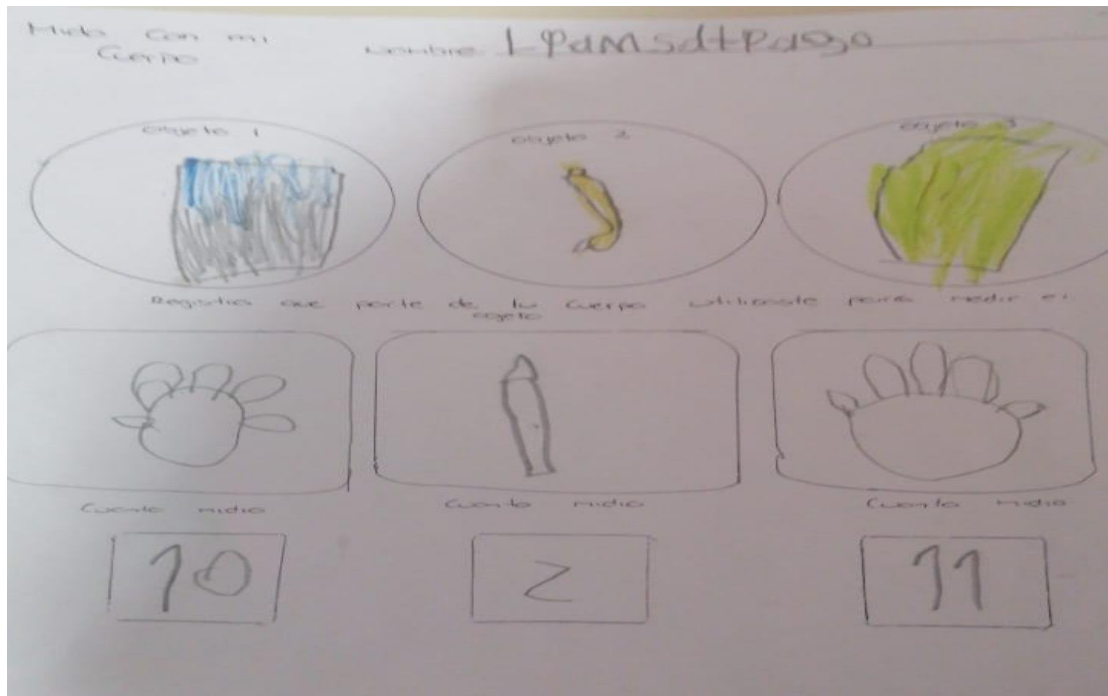 Mido con mi
Cuerpo
nombre LPdMsdtPdogo
objeto 1
objeto 2
objeto 3
Registra que parte de tu cuerpo utilizaste para medir el
objeto
Cuanto midio
Cuanto midio
Cuanto midio
10
2
11